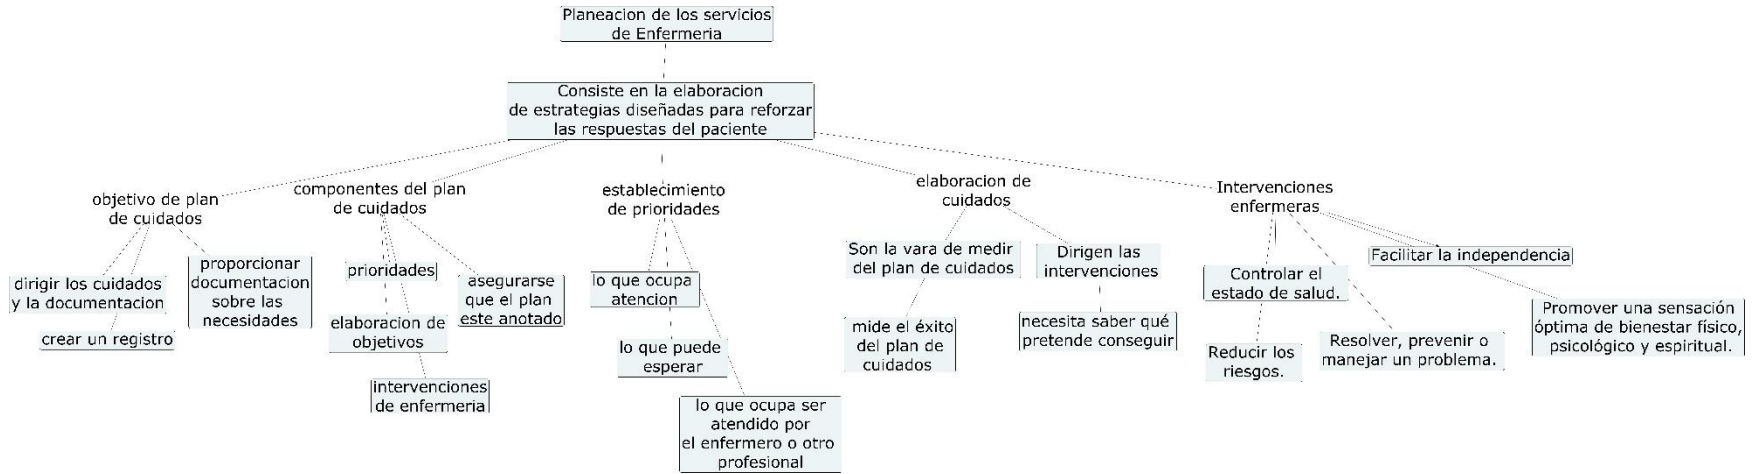 Planeacion de los servicios
de Enfermeria
Consiste en la elaboracion
de estrategias diseñadas para reforzar
las respuestas del paciente
objetivo de plan
de cuidados
componentes del plan
de cuidados
establecimiento
de prioridades
elaboracion de
cuidados
Intervenciones
enfermeras
dirigir los cuidados
y la documentacion
crear un registro
proporcionar
documentacion
sobre las
necesidades
prioridades
elaboracion de
objetivos
intervenciones
de enfermeria
asegurarse
que el plan
este anotado
lo que ocupa
atencion
lo que puede
esperar
lo que ocupa ser
atendido por
el enfermero o otro
profesional
Son la vara de medir
del plan de cuidados
mide el éxito
del plan de
cuidados
Dirigen las
intervenciones
necesita saber qué
pretende conseguir
Controlar el
estado de salud.
Reducir los
riesgos.
Resolver, prevenir o
manejar un problema.
Facilitar la independencia
Promover una sensación
óptima de bienestar físico,
psicológico y espiritual.